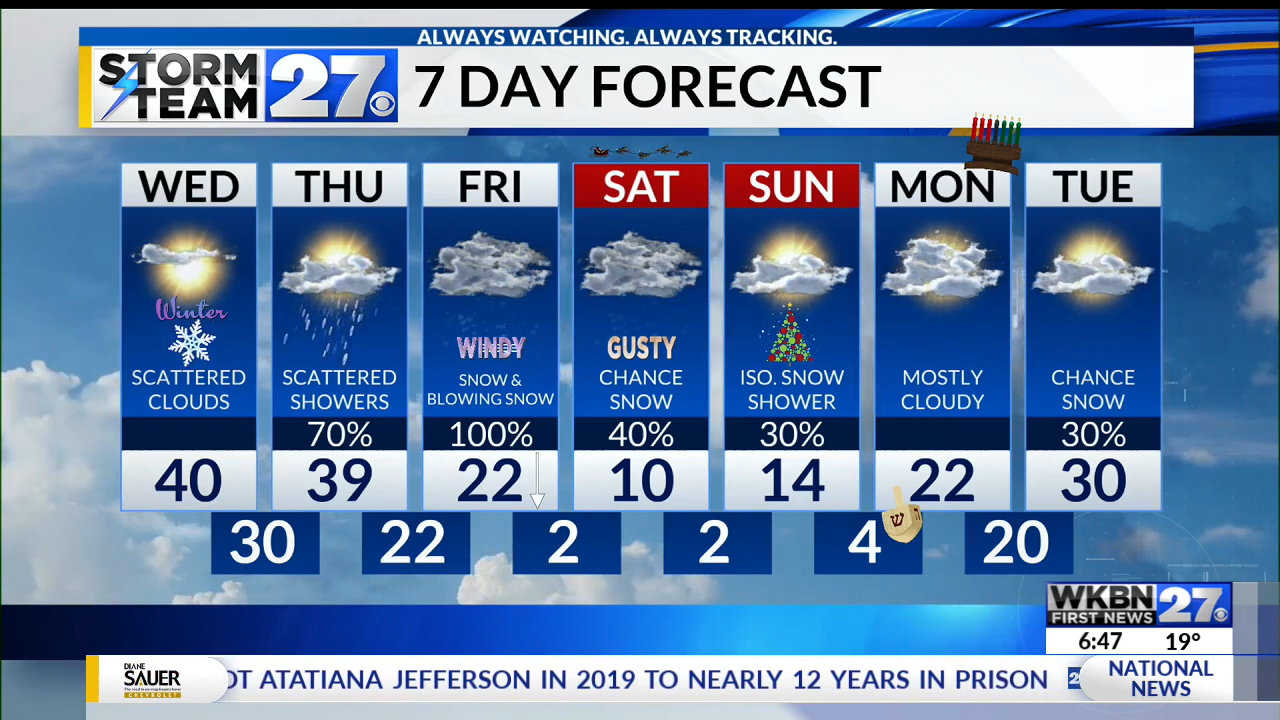 ALWAYS WATCHING. ALWAYS TRACKING.
STORM
TEAM
27
7 DAY FORECAST
WED THU FRI SAT SUN MON TUE
Winter
WINDY GUSTY
SCATTERED CLOUDS
SCATTERED SHOWERS
SNOW & BLOWING SNOW
CHANCE SNOW
ISO. SNOW SHOWER
MOSTLY CLOUDY
CHANCE SNOW
70% 100% 40% 30% 30%
40 39 22 10 14 22 30
30 22 2 2 4 20
ש
WKBN 27
FIRST NEWS
6:47 19°
DIANE
SAUER
CHEVROLET
OT ATATIANA JEFFERSON IN 2019 TO NEARLY 12 YEARS IN PRISON
NATIONAL
NEWS